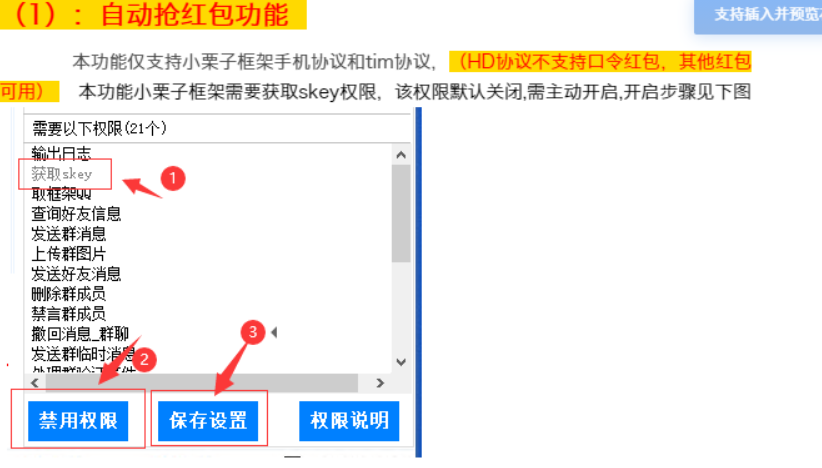 （1）：自动抢红包功能
支持插入并预览
本功能仅支持小栗子框架手机协议和tim协议，（HD协议不支持口令红包，其他红包
可用） 本功能小栗子框架需要获取skey权限，该权限默认关闭,需主动开启,开启步骤见下图
需要以下权限(21个)
输出日志
获取skey
1
取框架QQ
查询好友信息
发送群消息
上传群图片
发送好友消息
删除群成员
禁言群成员
撤回消息_群聊
3
发送群临时消息
2
禁用权限
保存设置
权限说明